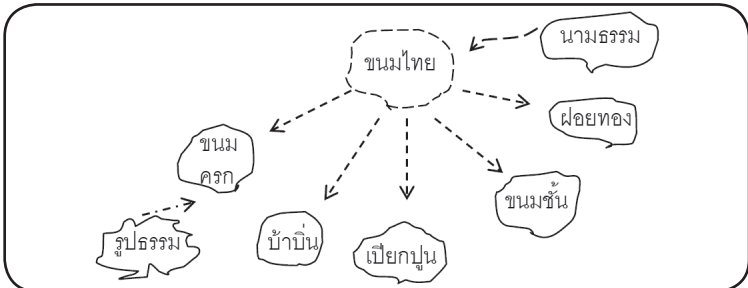 นามธรรม
ขนมไทย
ฝอยทอง
ขนม
ครก
ขนมชั้น
รูปธรรม
บ้าบิ่น
เปียกปูน